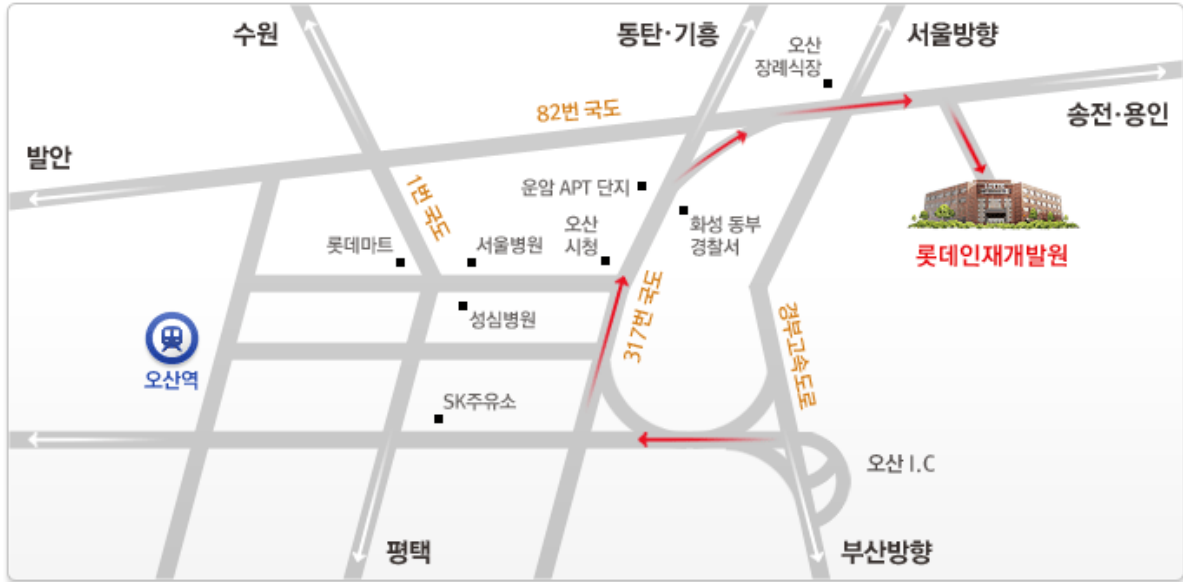 수원
동탄·기흥
오산
장례식장
서울방향
82번 국도
송전·용인
발안
1번 국도
운암 APT 단지
롯데마트
서울병원
오산
시청
화성 동부
경찰서
롯데인재개발원
성심병원
317번 국도
경부고속도로
오산역
SK주유소
오산 I.C
평택
부산방향